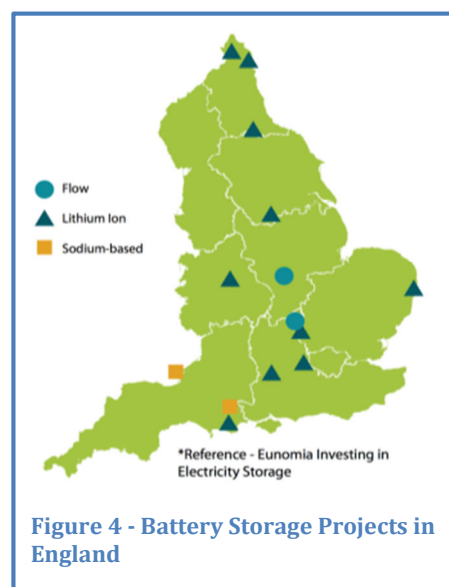 Flow
Lithium Ion
Sodium-based
*Reference - Eunomia Investing in
Electricity Storage
Figure 4 - Battery Storage Projects in
England